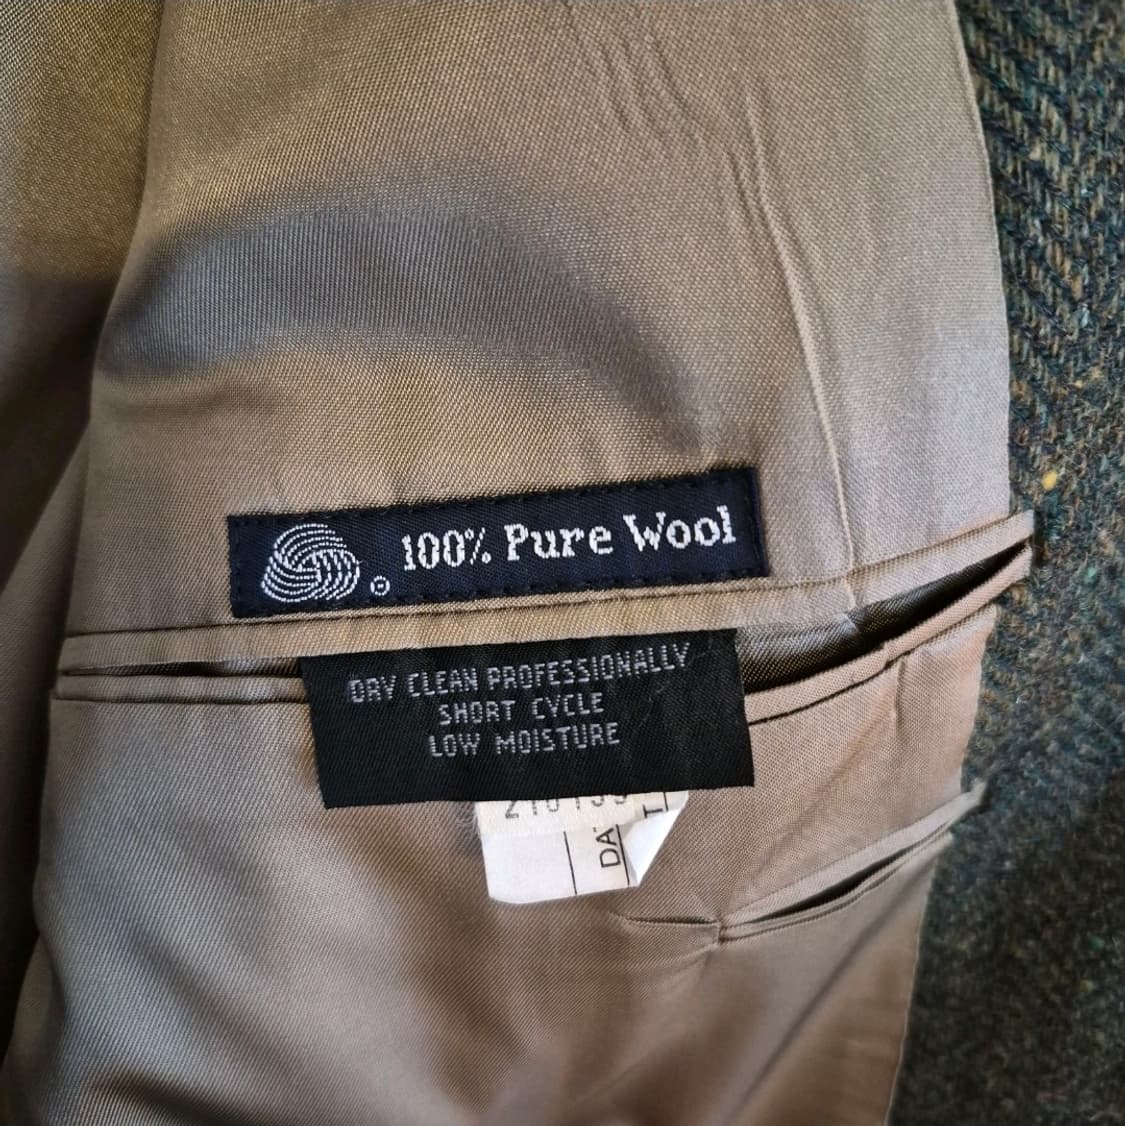 100% Pure Wool
DRY CLEAN PROFESSIONALLY
SHORT CYCLE
LOW MOISTURE